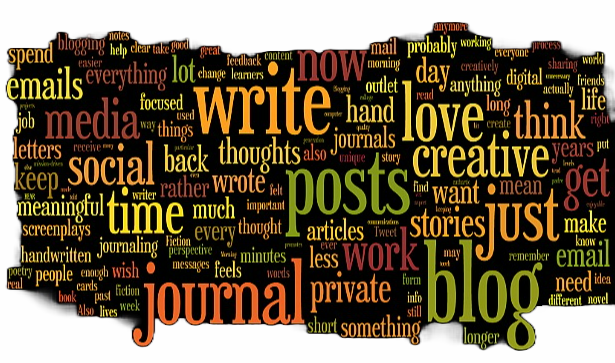 anymore
blogging notes
spend help clear take good great
mail probably working everyone process
easier feedback content now
morning sharing world
emails everything lot change learners
outlet day anything digital actually friends
write
job media focused used hand read love long think life right
way things journals
letters receive social back thoughts also unique story creative years put
keep rather wrote felt posts find want mean get
meaningful time writer much important
screenplays every thought articles Tweet stories just make
handwritten journaling Fiction perspective minutes ever less work may remember know email
poetry people enough wish messages feels words private form blog need idea
real cards fiction journal info different novel
book past week short something still longer
Also lives